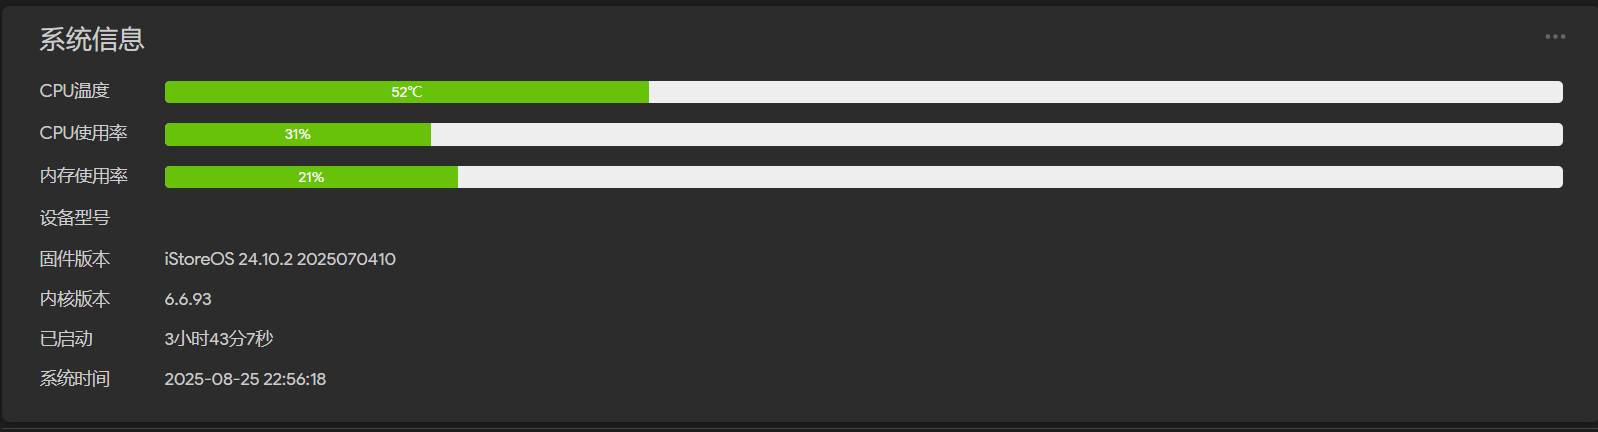 系统信息
CPU温度 52℃
CPU使用率 31%
内存使用率 21%
设备型号
固件版本 iStoreOS 24.10.2 2025070410
内核版本 6.6.93
已启动 3小时43分7秒
系统时间 2025-08-25 22:56:18